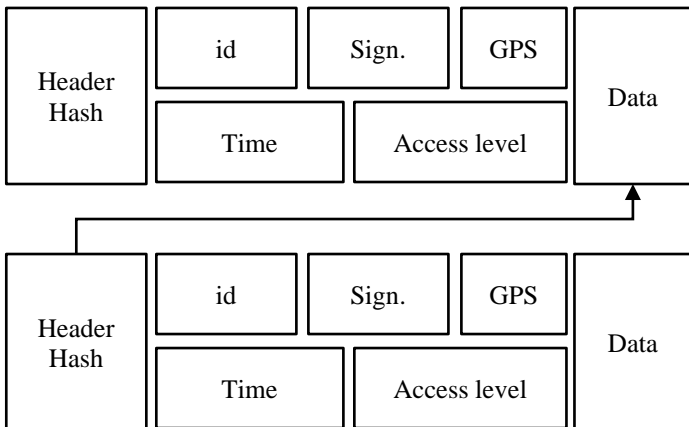 Header
Hash
id
Sign.
GPS
Time
Access level
Data
Header
Hash
id
Sign.
GPS
Time
Access level
Data